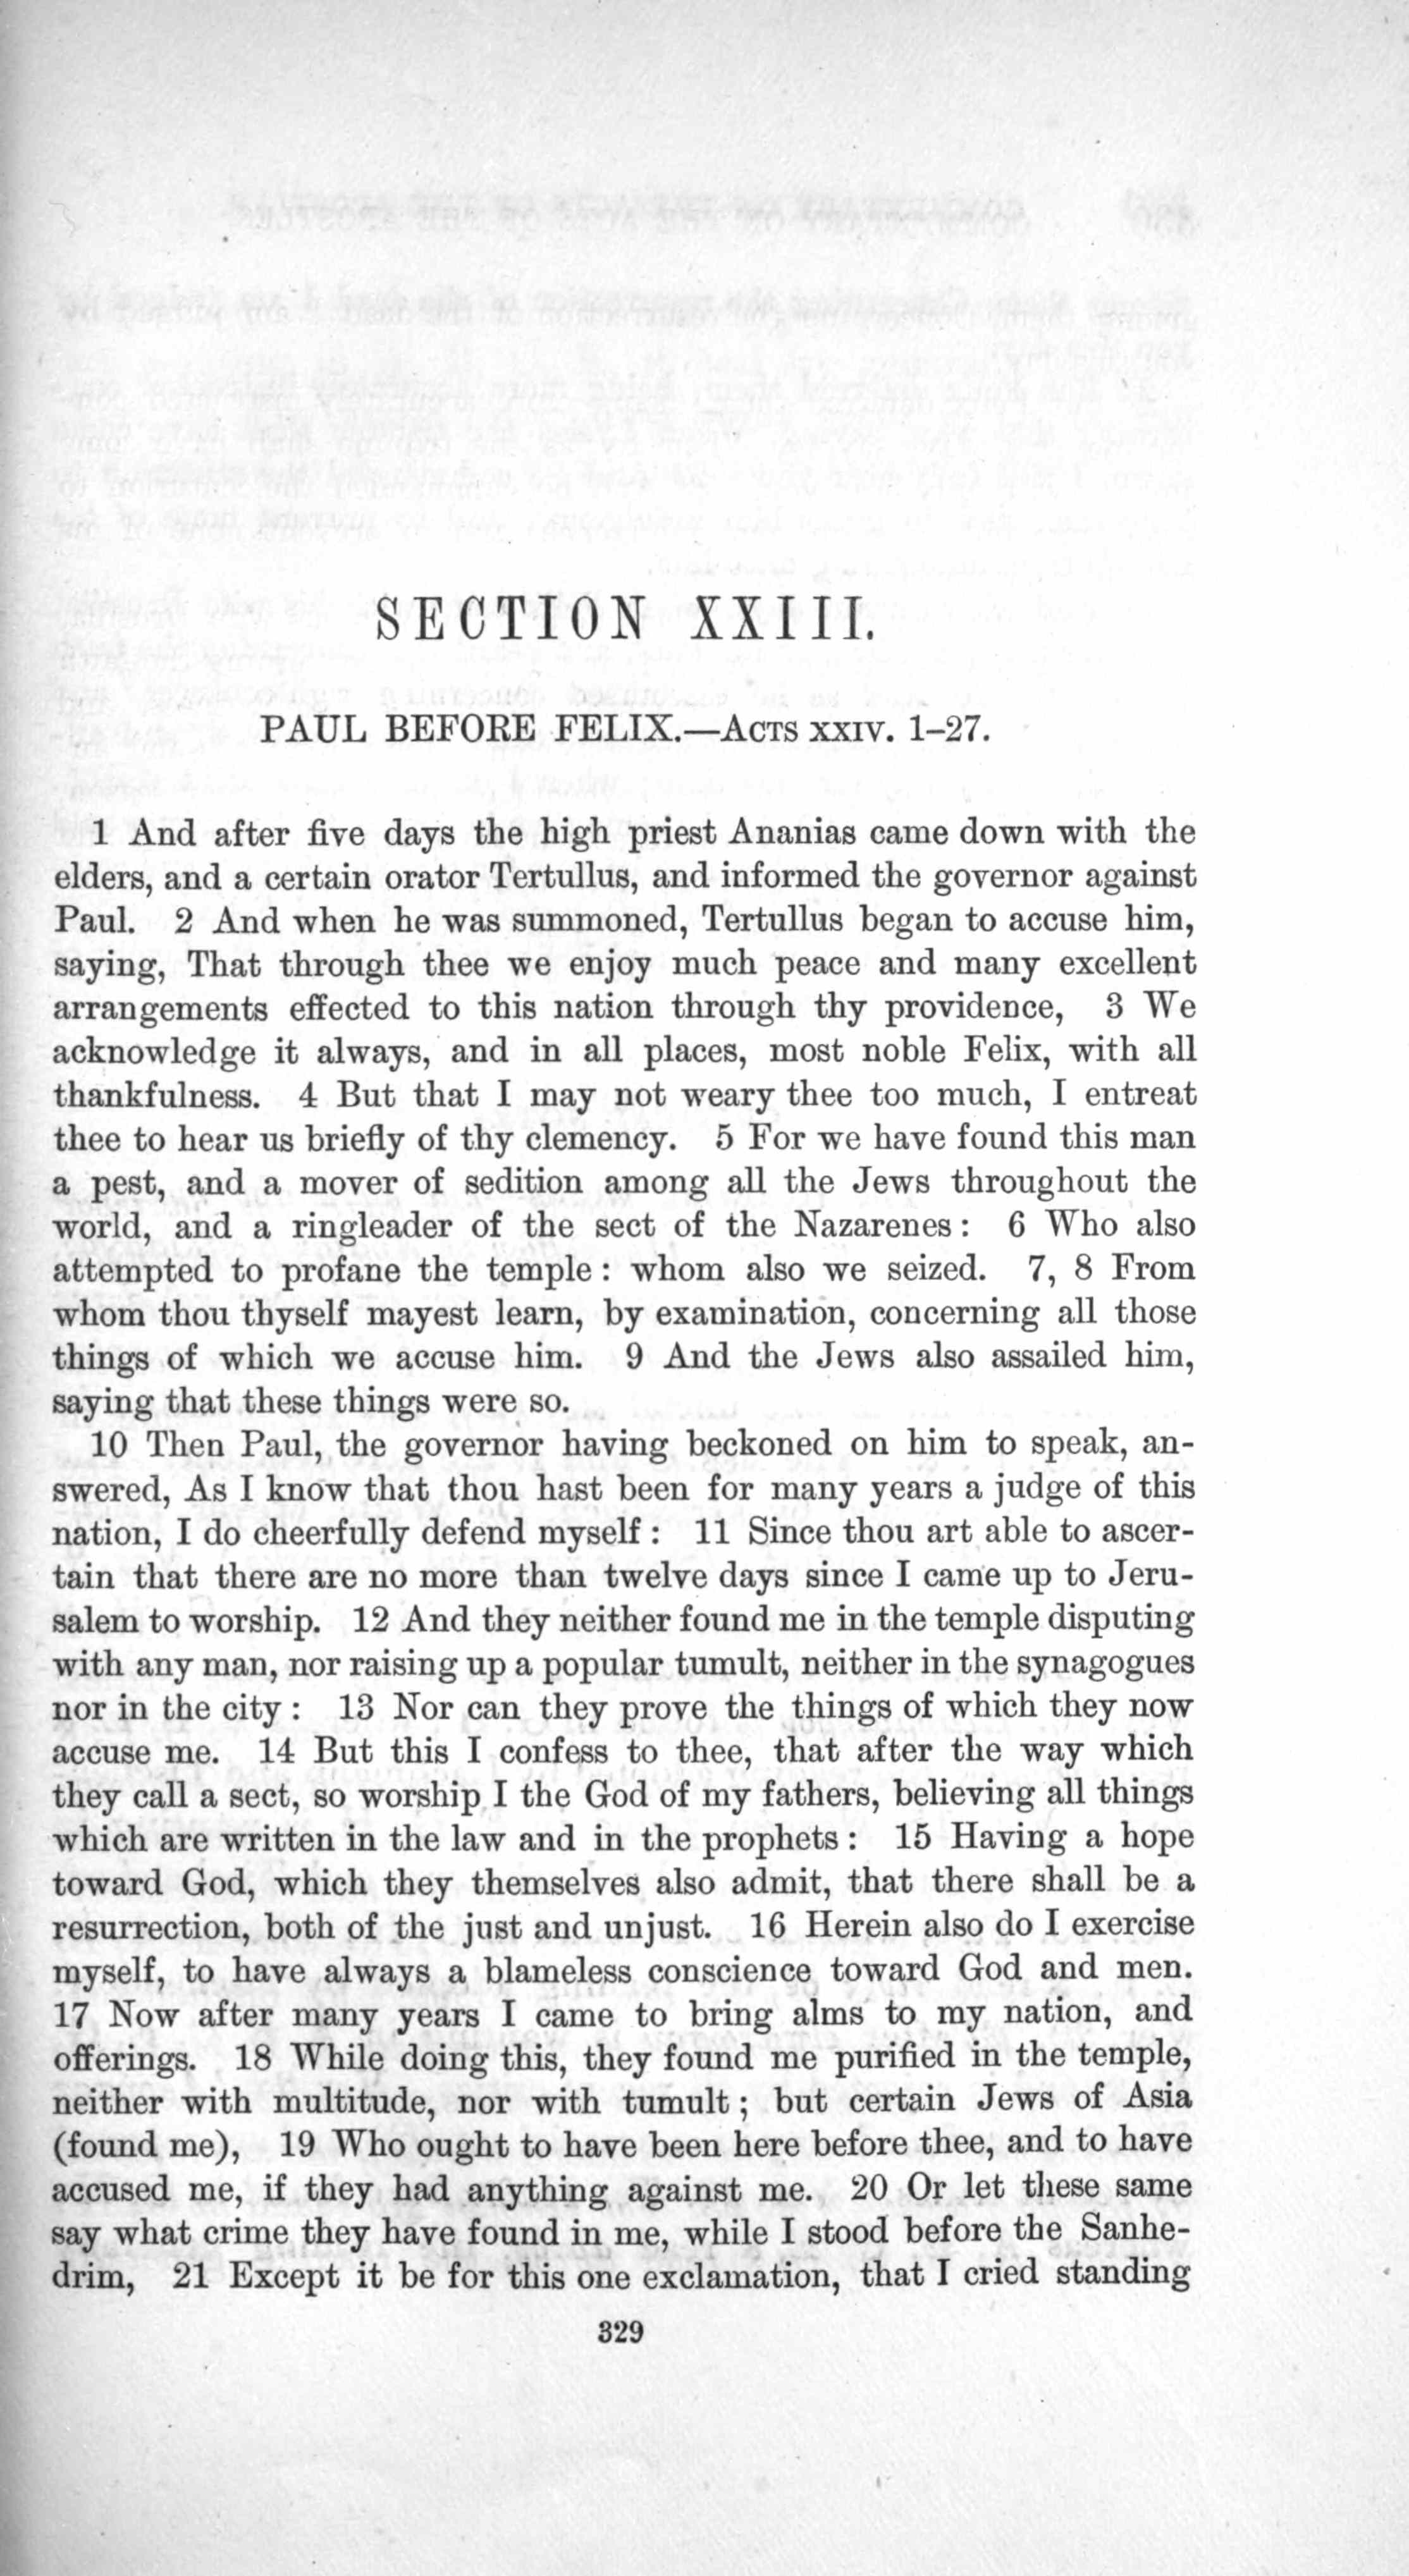 SECTION XXIII.
PAUL BEFORE FELIX.—ACTS XXIV. 1–27.
1 And after five days the high priest Ananias came down with the
elders, and a certain orator Tertullus, and informed the governor against
Paul. 2 And when he was summoned, Tertullus began to accuse him,
saying, That through thee we enjoy much peace and many excellent
arrangements effected to this nation through thy providence, 3 We
acknowledge it always, and in all places, most noble Felix, with all
thankfulness. 4 But that I may not weary thee too much, I entreat
thee to hear us briefly of thy clemency. 5 For we have found this man
a pest, and a mover of sedition among all the Jews throughout the
world, and a ringleader of the sect of the Nazarenes: 6 Who also
attempted to profane the temple: whom also we seized. 7, 8 From
whom thou thyself mayest learn, by examination, concerning all those
things of which we accuse him. 9 And the Jews also assailed him,
saying that these things were so.
10 Then Paul, the governor having beckoned on him to speak, an-
swered, As I know that thou hast been for many years a judge of this
nation, I do cheerfully defend myself: 11 Since thou art able to ascer-
tain that there are no more than twelve days since I came up to Jeru-
salem to worship. 12 And they neither found me in the temple disputing
with any man, nor raising up a popular tumult, neither in the synagogues
nor in the city: 13 Nor can they prove the things of which they now
accuse me. 14 But this I confess to thee, that after the way which
they call a sect, so worship I the God of my fathers, believing all things
which are written in the law and in the prophets: 15 Having a hope
toward God, which they themselves also admit, that there shall be a
resurrection, both of the just and unjust. 16 Herein also do I exercise
myself, to have always a blameless conscience toward God and men.
17 Now after many years I came to bring alms to my nation, and
offerings. 18 While doing this, they found me purified in the temple,
neither with multitude, nor with tumult; but certain Jews of Asia
(found me), 19 Who ought to have been here before thee, and to have
accused me, if they had anything against me. 20 Or let these same
say what crime they have found in me, while I stood before the Sanhe-
drim, 21 Except it be for this one exclamation, that I cried standing
329